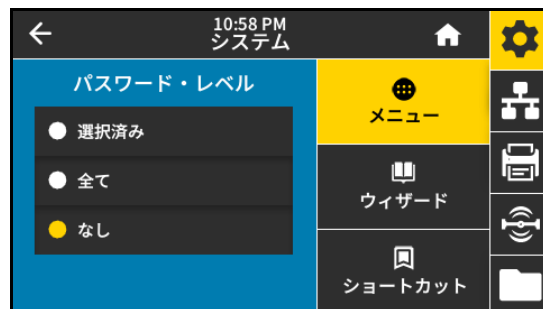 10:58 PM
システム
パスワード・レベル
選択済み
全て
なし
メニュー
ウィザード
ショートカット